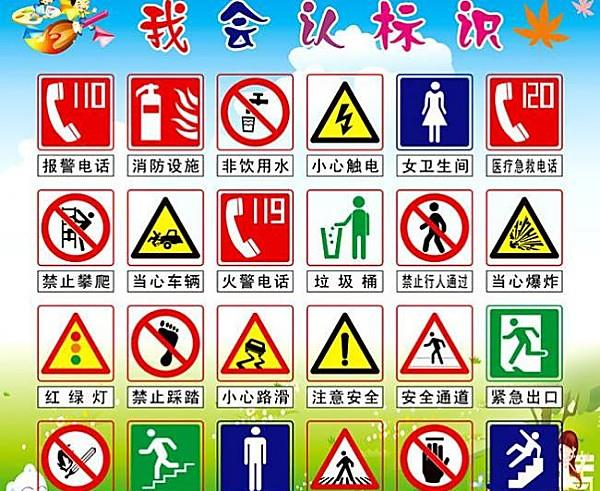 我会认标识
110
120
报警电话 消防设施 非饮用水 小心触电 女卫生间 医疗急救电话
119
禁止攀爬 当心车辆 火警电话 垃圾桶 禁止行人通过 当心爆炸
红绿灯 禁止踩踏 小心路滑 注意安全 安全通道 紧急出口